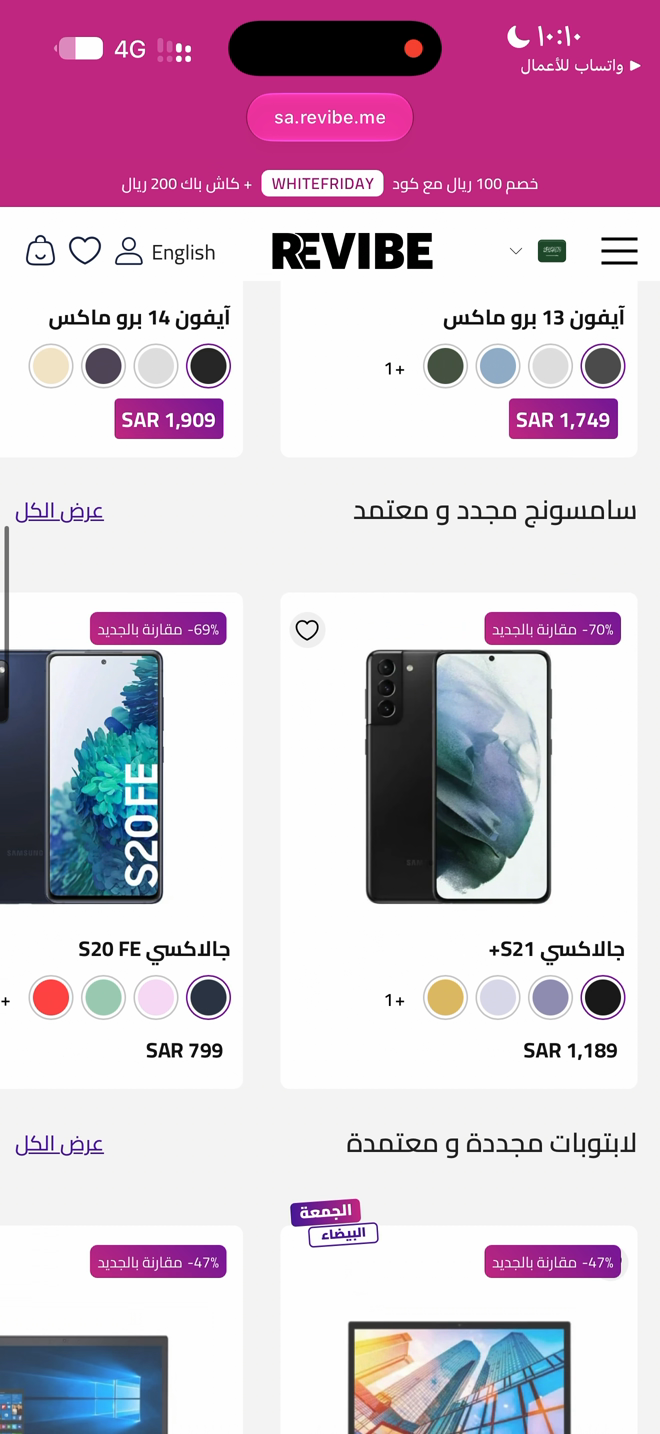 4G
١٠:١٠
واتساب للأعمال ◀
sa.revibe.me
خصم 100 ريال مع كود WHITEFRIDAY + كاش باك 200 ريال
REVIBE
English
آيفون 13 برو ماكس
+1
SAR 1,749
آيفون 14 برو ماكس
SAR 1,909
سامسونج مجدد و معتمد
عرض الكل
-70% مقارنة بالجديد
جالاكسي S21+
+1
SAR 1,189
-69% مقارنة بالجديد
S20 FE
SAMSUNG
جالاكسي S20 FE
+
SAR 799
لابتوبات مجددة و معتمدة
عرض الكل
الجمعة
البيضاء
-47% مقارنة بالجديد
-47% مقارنة بالجديد